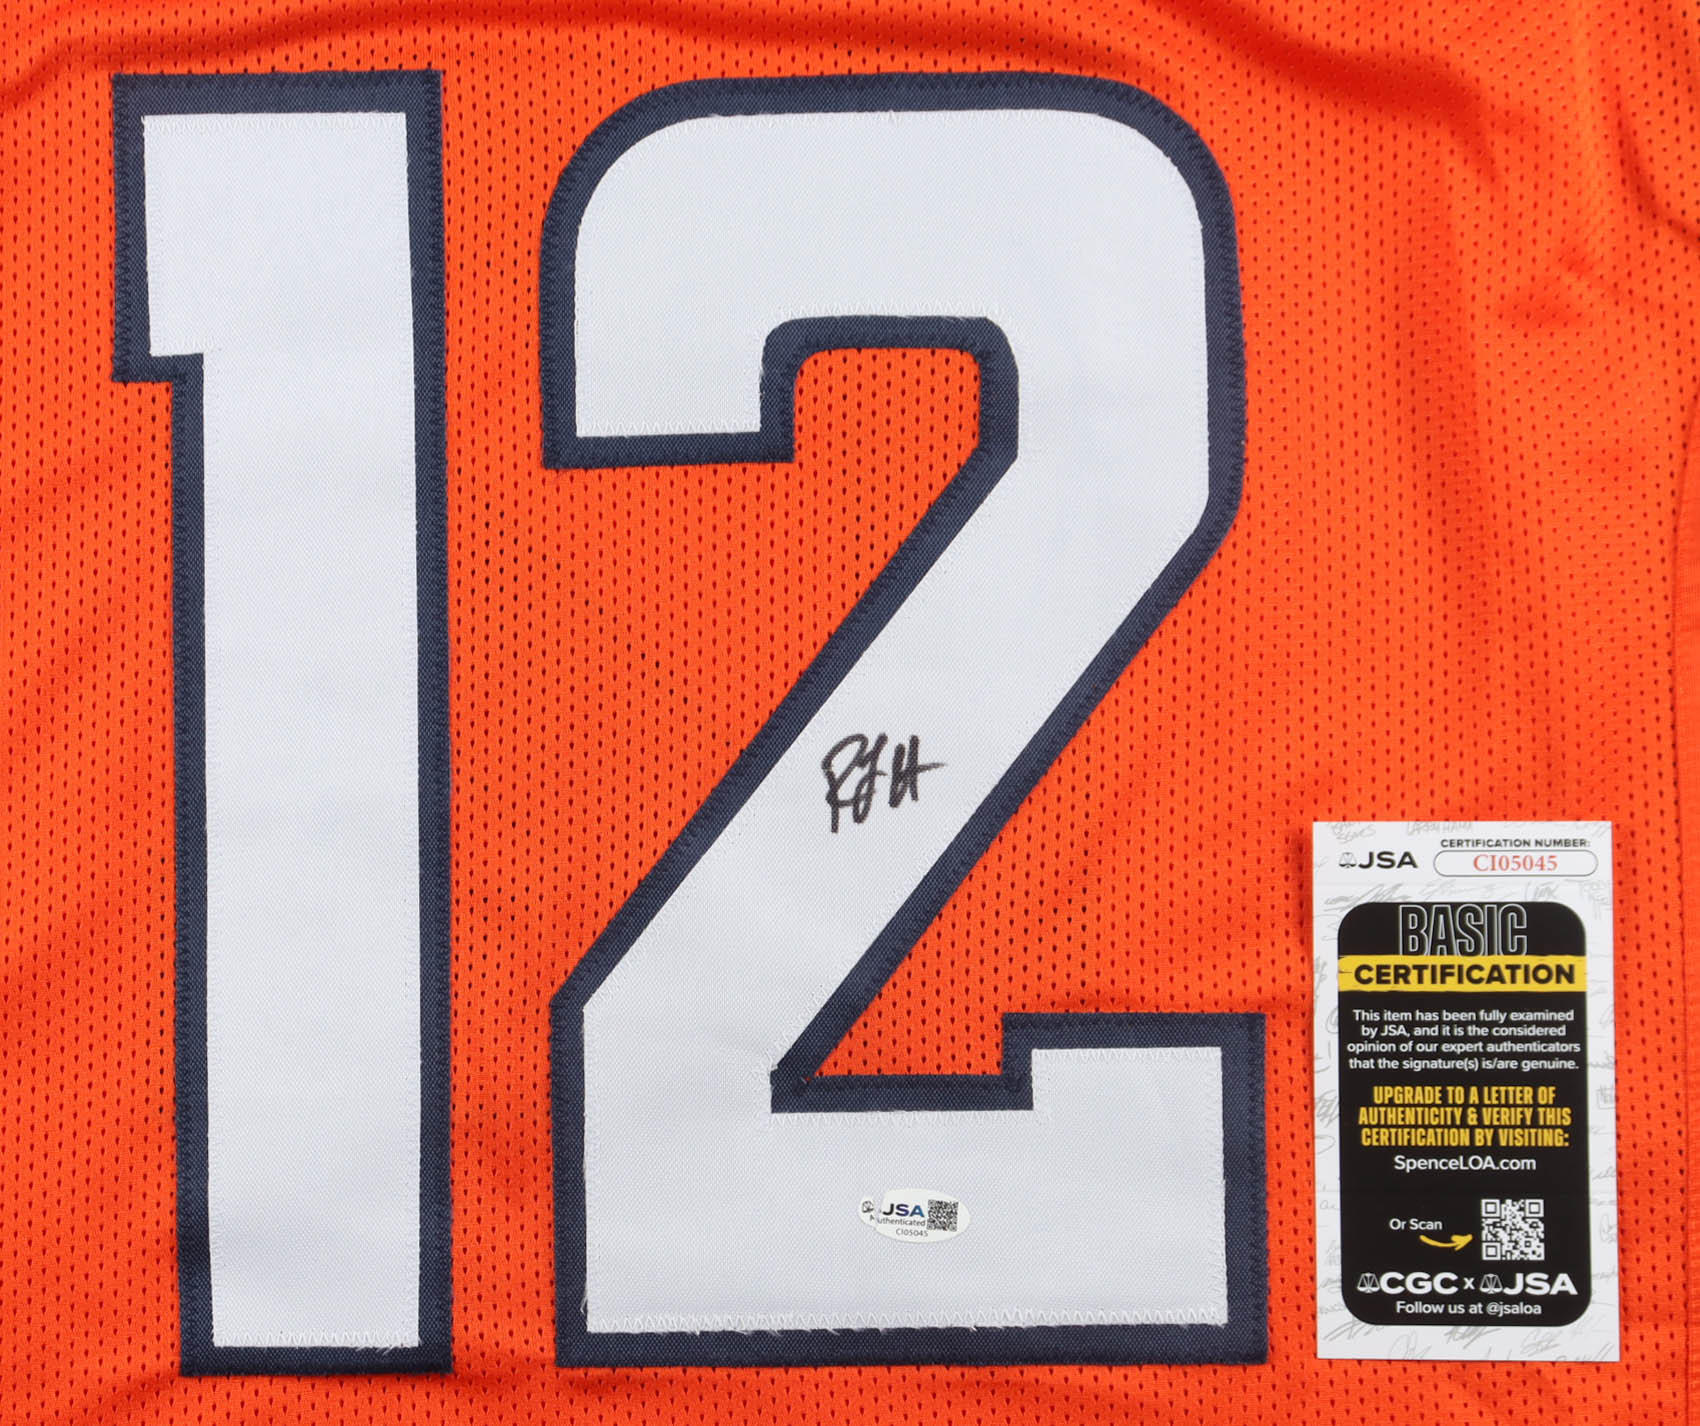 12
JSA
Authenticated
CI05045
JSA
CERTIFICATION NUMBER:
CI05045
BASIC
CERTIFICATION
This item has been fully examined
by JSA, and it is the considered
opinion of our expert authenticators
that the signature(s) is/are genuine.
UPGRADE TO A LETTER OF
AUTHENTICITY & VERIFY THIS
CERTIFICATION BY VISITING:
SpenceLOA.com
Or Scan
CGC x JSA
Follow us at @jsaloa